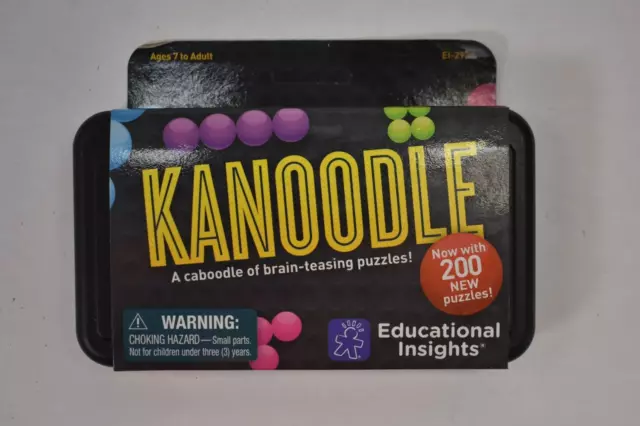 Ages 7 to Adult
KANOODLE
A caboodle of brain-teasing puzzles!
Now with
200
NEW
puzzles!
WARNING:
CHOKING HAZARD — Small parts.
Not for children under three (3) years.
Educational
Insights®